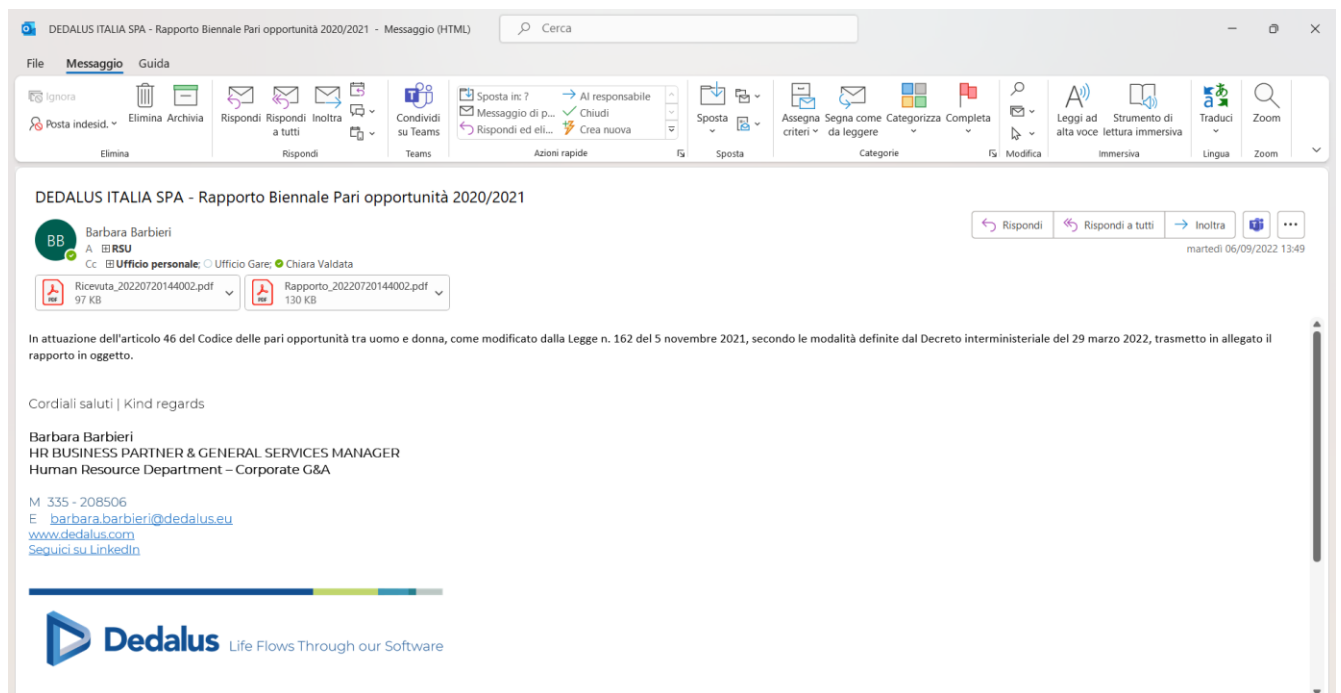 DEDALUS ITALIA SPA - Rapporto Biennale Pari opportunità 2020/2021 - Messaggio (HTML)
Cerca
File Messaggio Guida
Ignora
Posta indesid.
Elimina Archivia
Rispondi Rispondi a tutti Inoltra
Condividi su Teams
Sposta in: ? Al responsabile
Messaggio di p... Chiudi
Rispondi ed eli... Crea nuova
Sposta
Assegna criteri Segna come da leggere Categorizza Completa
Leggi ad alta voce Strumento di lettura immersiva
Traduci
Zoom
Elimina Rispondi Teams Azioni rapide Sposta Categorie Modifica Immersiva Lingua Zoom
DEDALUS ITALIA SPA - Rapporto Biennale Pari opportunità 2020/2021
BB
Barbara Barbieri
A RSU
Cc Ufficio personale; Ufficio Gare; Chiara Valdata
Rispondi Rispondi a tutti Inoltra
martedì 06/09/2022 13:49
PDF
Ricevuta_20220720144002.pdf
97 KB
PDF
Rapporto_20220720144002.pdf
130 KB
In attuazione dell'articolo 46 del Codice delle pari opportunità tra uomo e donna, come modificato dalla Legge n. 162 del 5 novembre 2021, secondo le modalità definite dal Decreto interministeriale del 29 marzo 2022, trasmetto in allegato il
rapporto in oggetto.
Cordiali saluti | Kind regards
Barbara Barbieri
HR BUSINESS PARTNER & GENERAL SERVICES MANAGER
Human Resource Department – Corporate G&A
M 335 - 208506
E barbara.barbieri@dedalus.eu
www.dedalus.com
Seguici su LinkedIn
Dedalus Life Flows Through our Software